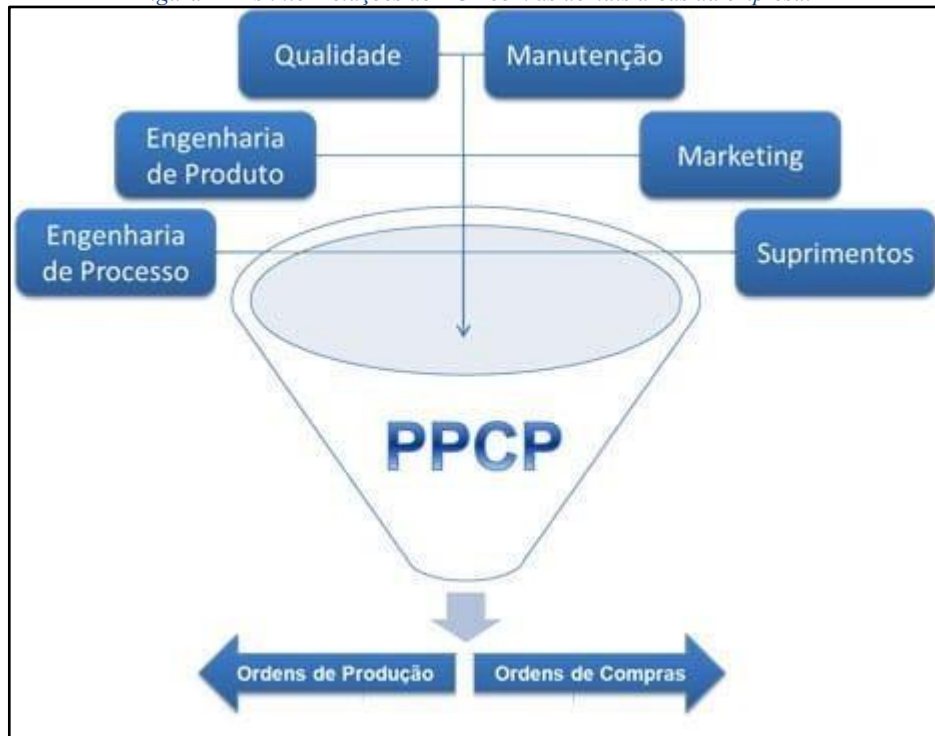 Qualidade
Manutenção
Engenharia
de Produto
Marketing
Engenharia
de Processo
Suprimentos
PPCP
Ordens de Produção
Ordens de Compras